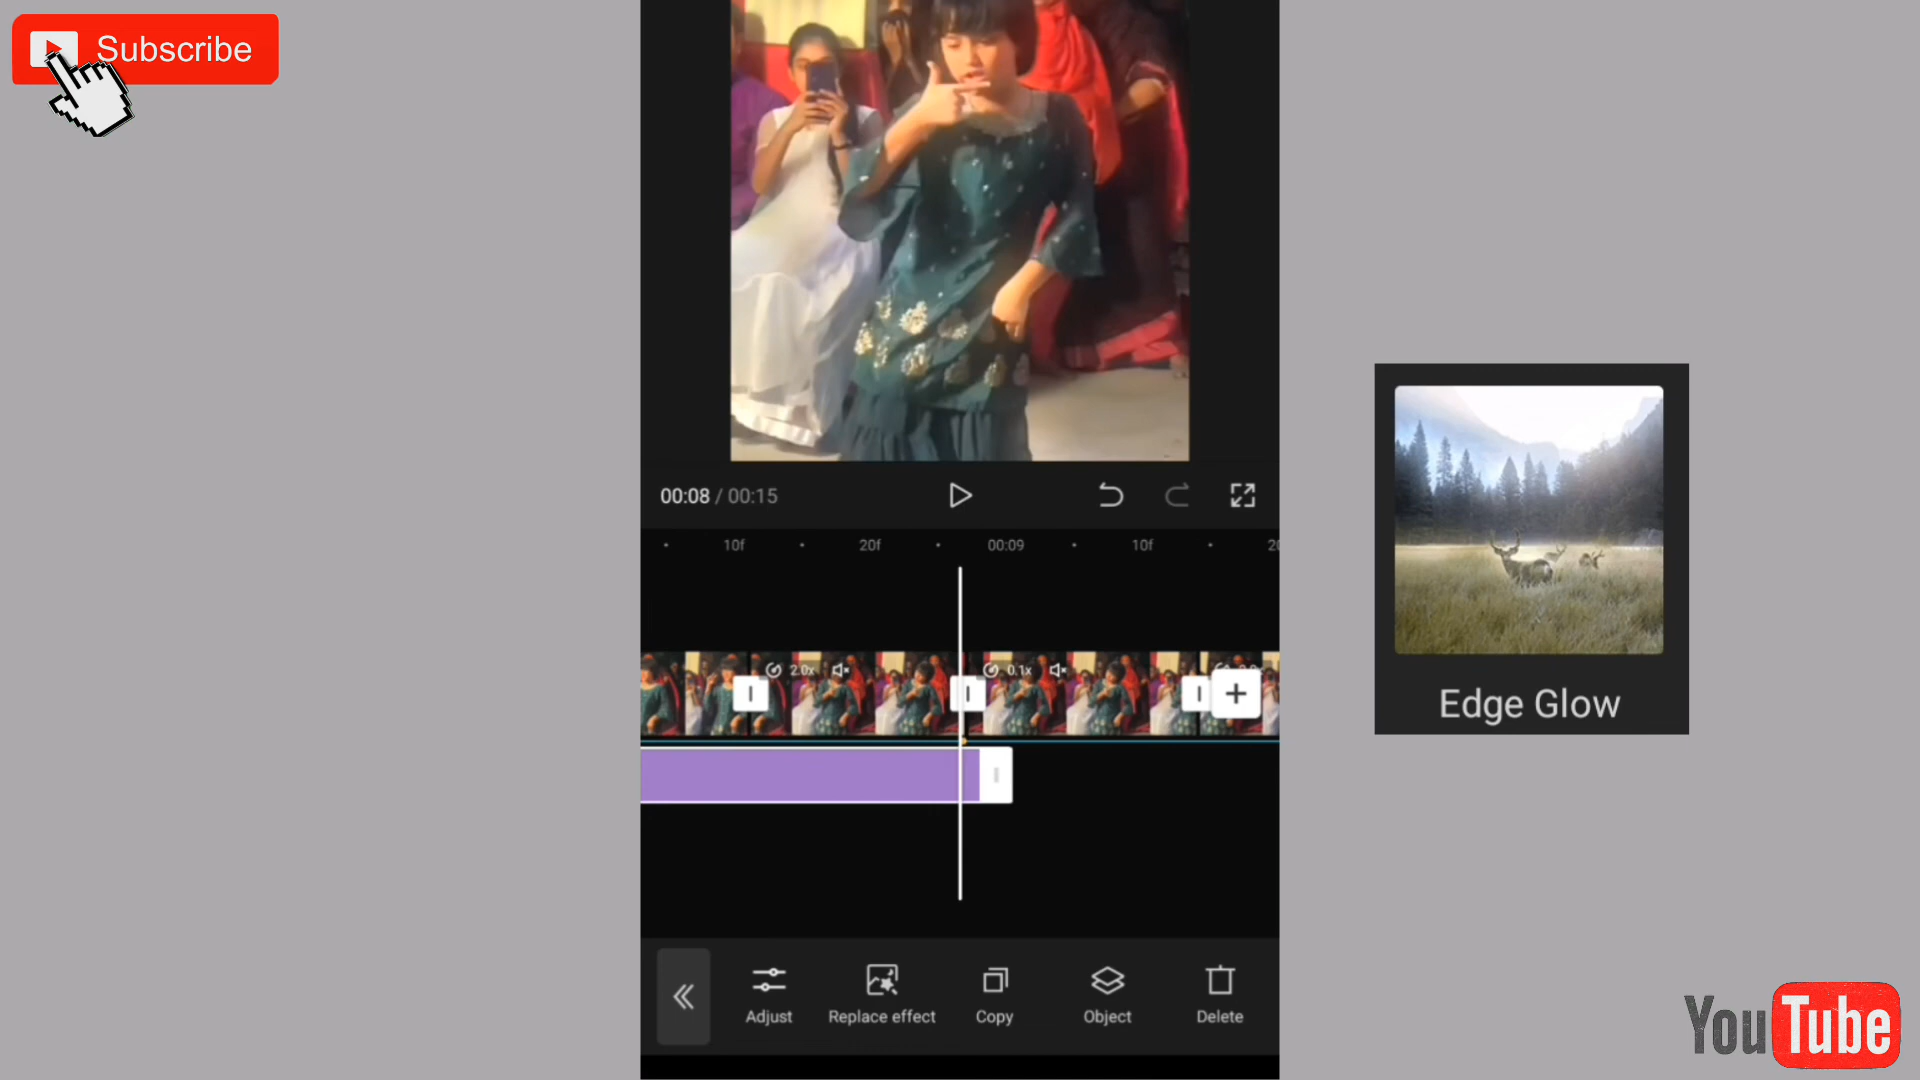 Subscribe
00:08 / 00:15
10f
20f
00:09
10f
2.0x
0.1x
Edge Glow
Adjust
Replace effect
Copy
Object
Delete
YouTube